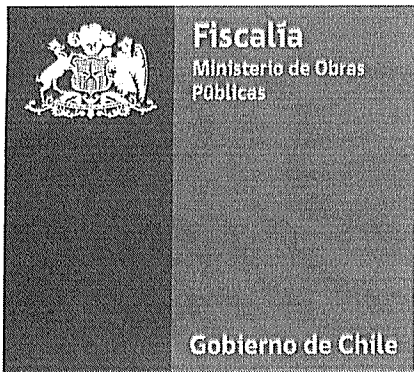 Fiscalía
Ministerio de Obras
Públicas
Gobierno de Chile